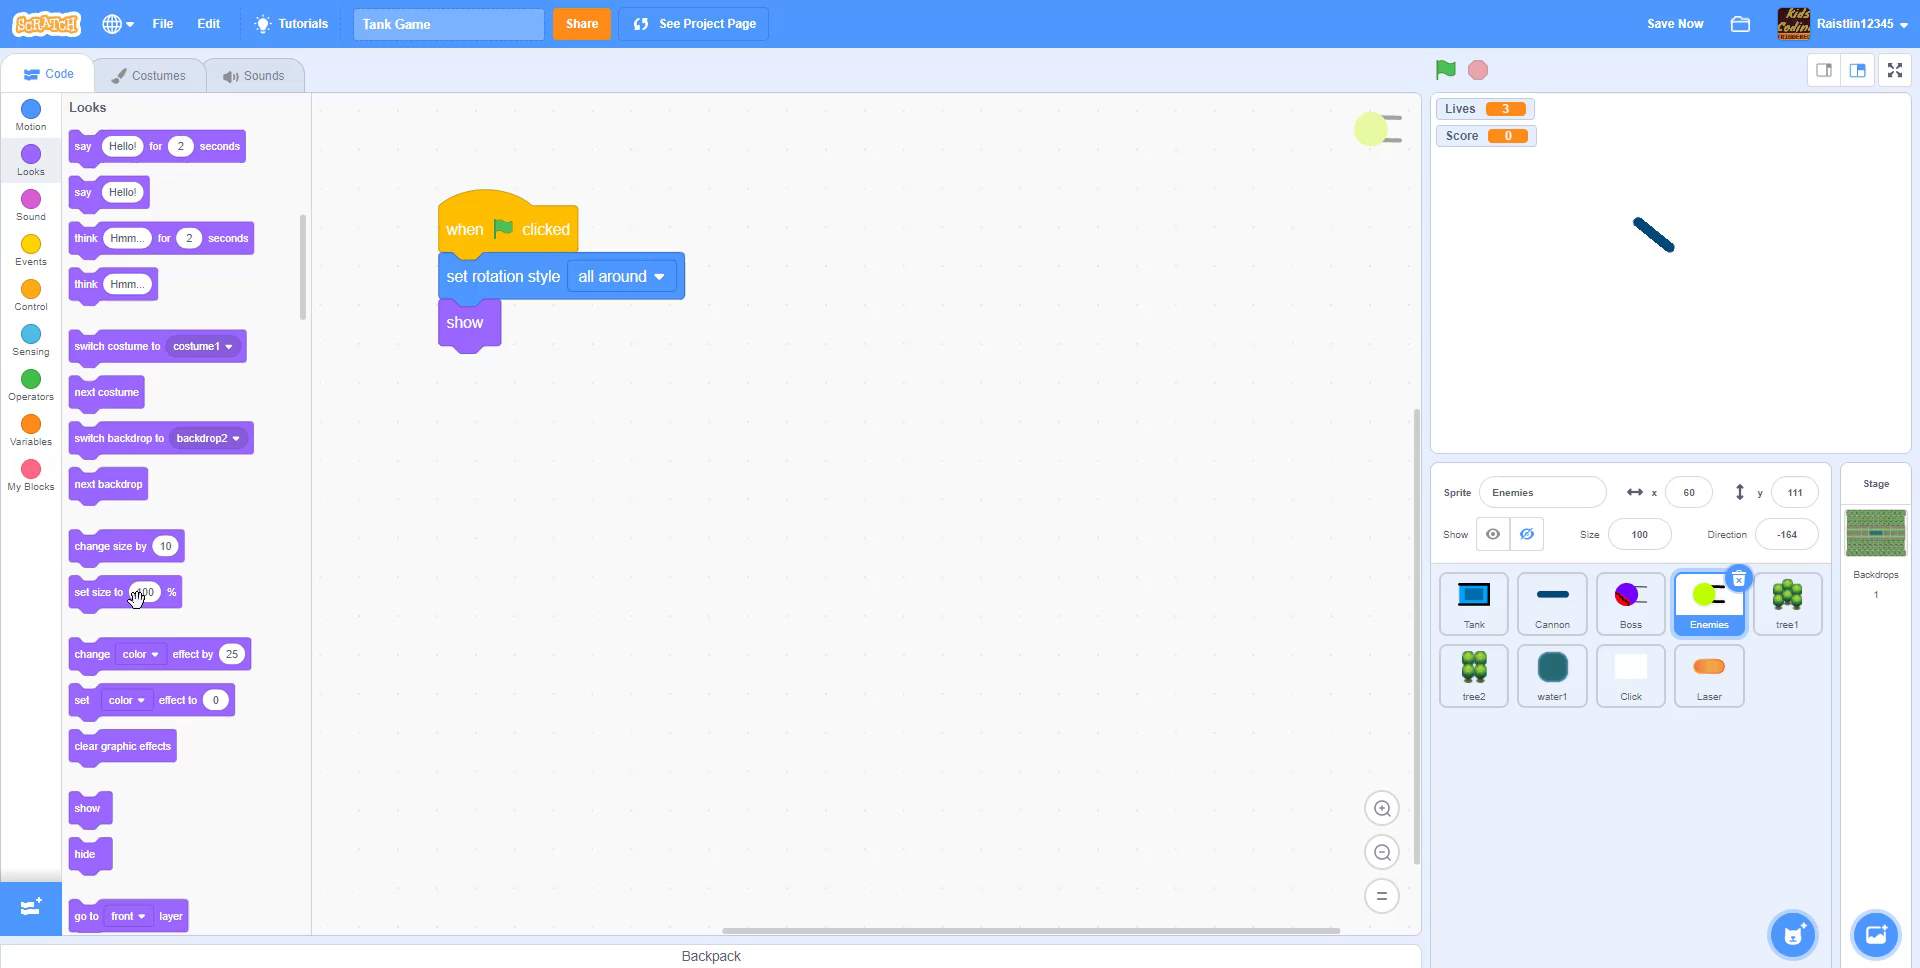 SCRATCH
File
Edit
Tutorials
Tank Game
Share
See Project Page
Save Now
Kids Coding
Raistlin12345
Code
Costumes
Sounds
Motion
Looks
Sound
Events
Control
Sensing
Operators
Variables
My Blocks
Looks
say Hello! for 2 seconds
say Hello!
think Hmm... for 2 seconds
think Hmm...
switch costume to costume1
next costume
switch backdrop to backdrop2
next backdrop
change size by 10
set size to 100 %
change color effect by 25
set color effect to 0
clear graphic effects
show
hide
go to front layer
when clicked
set rotation style all around
show
Backpack
Lives 3
Score 0
Sprite Enemies x 60 y 111
Show Size 100 Direction -164
Tank
Cannon
Boss
Enemies
tree1
tree2
water1
Click
Laser
Stage
Backdrops
1